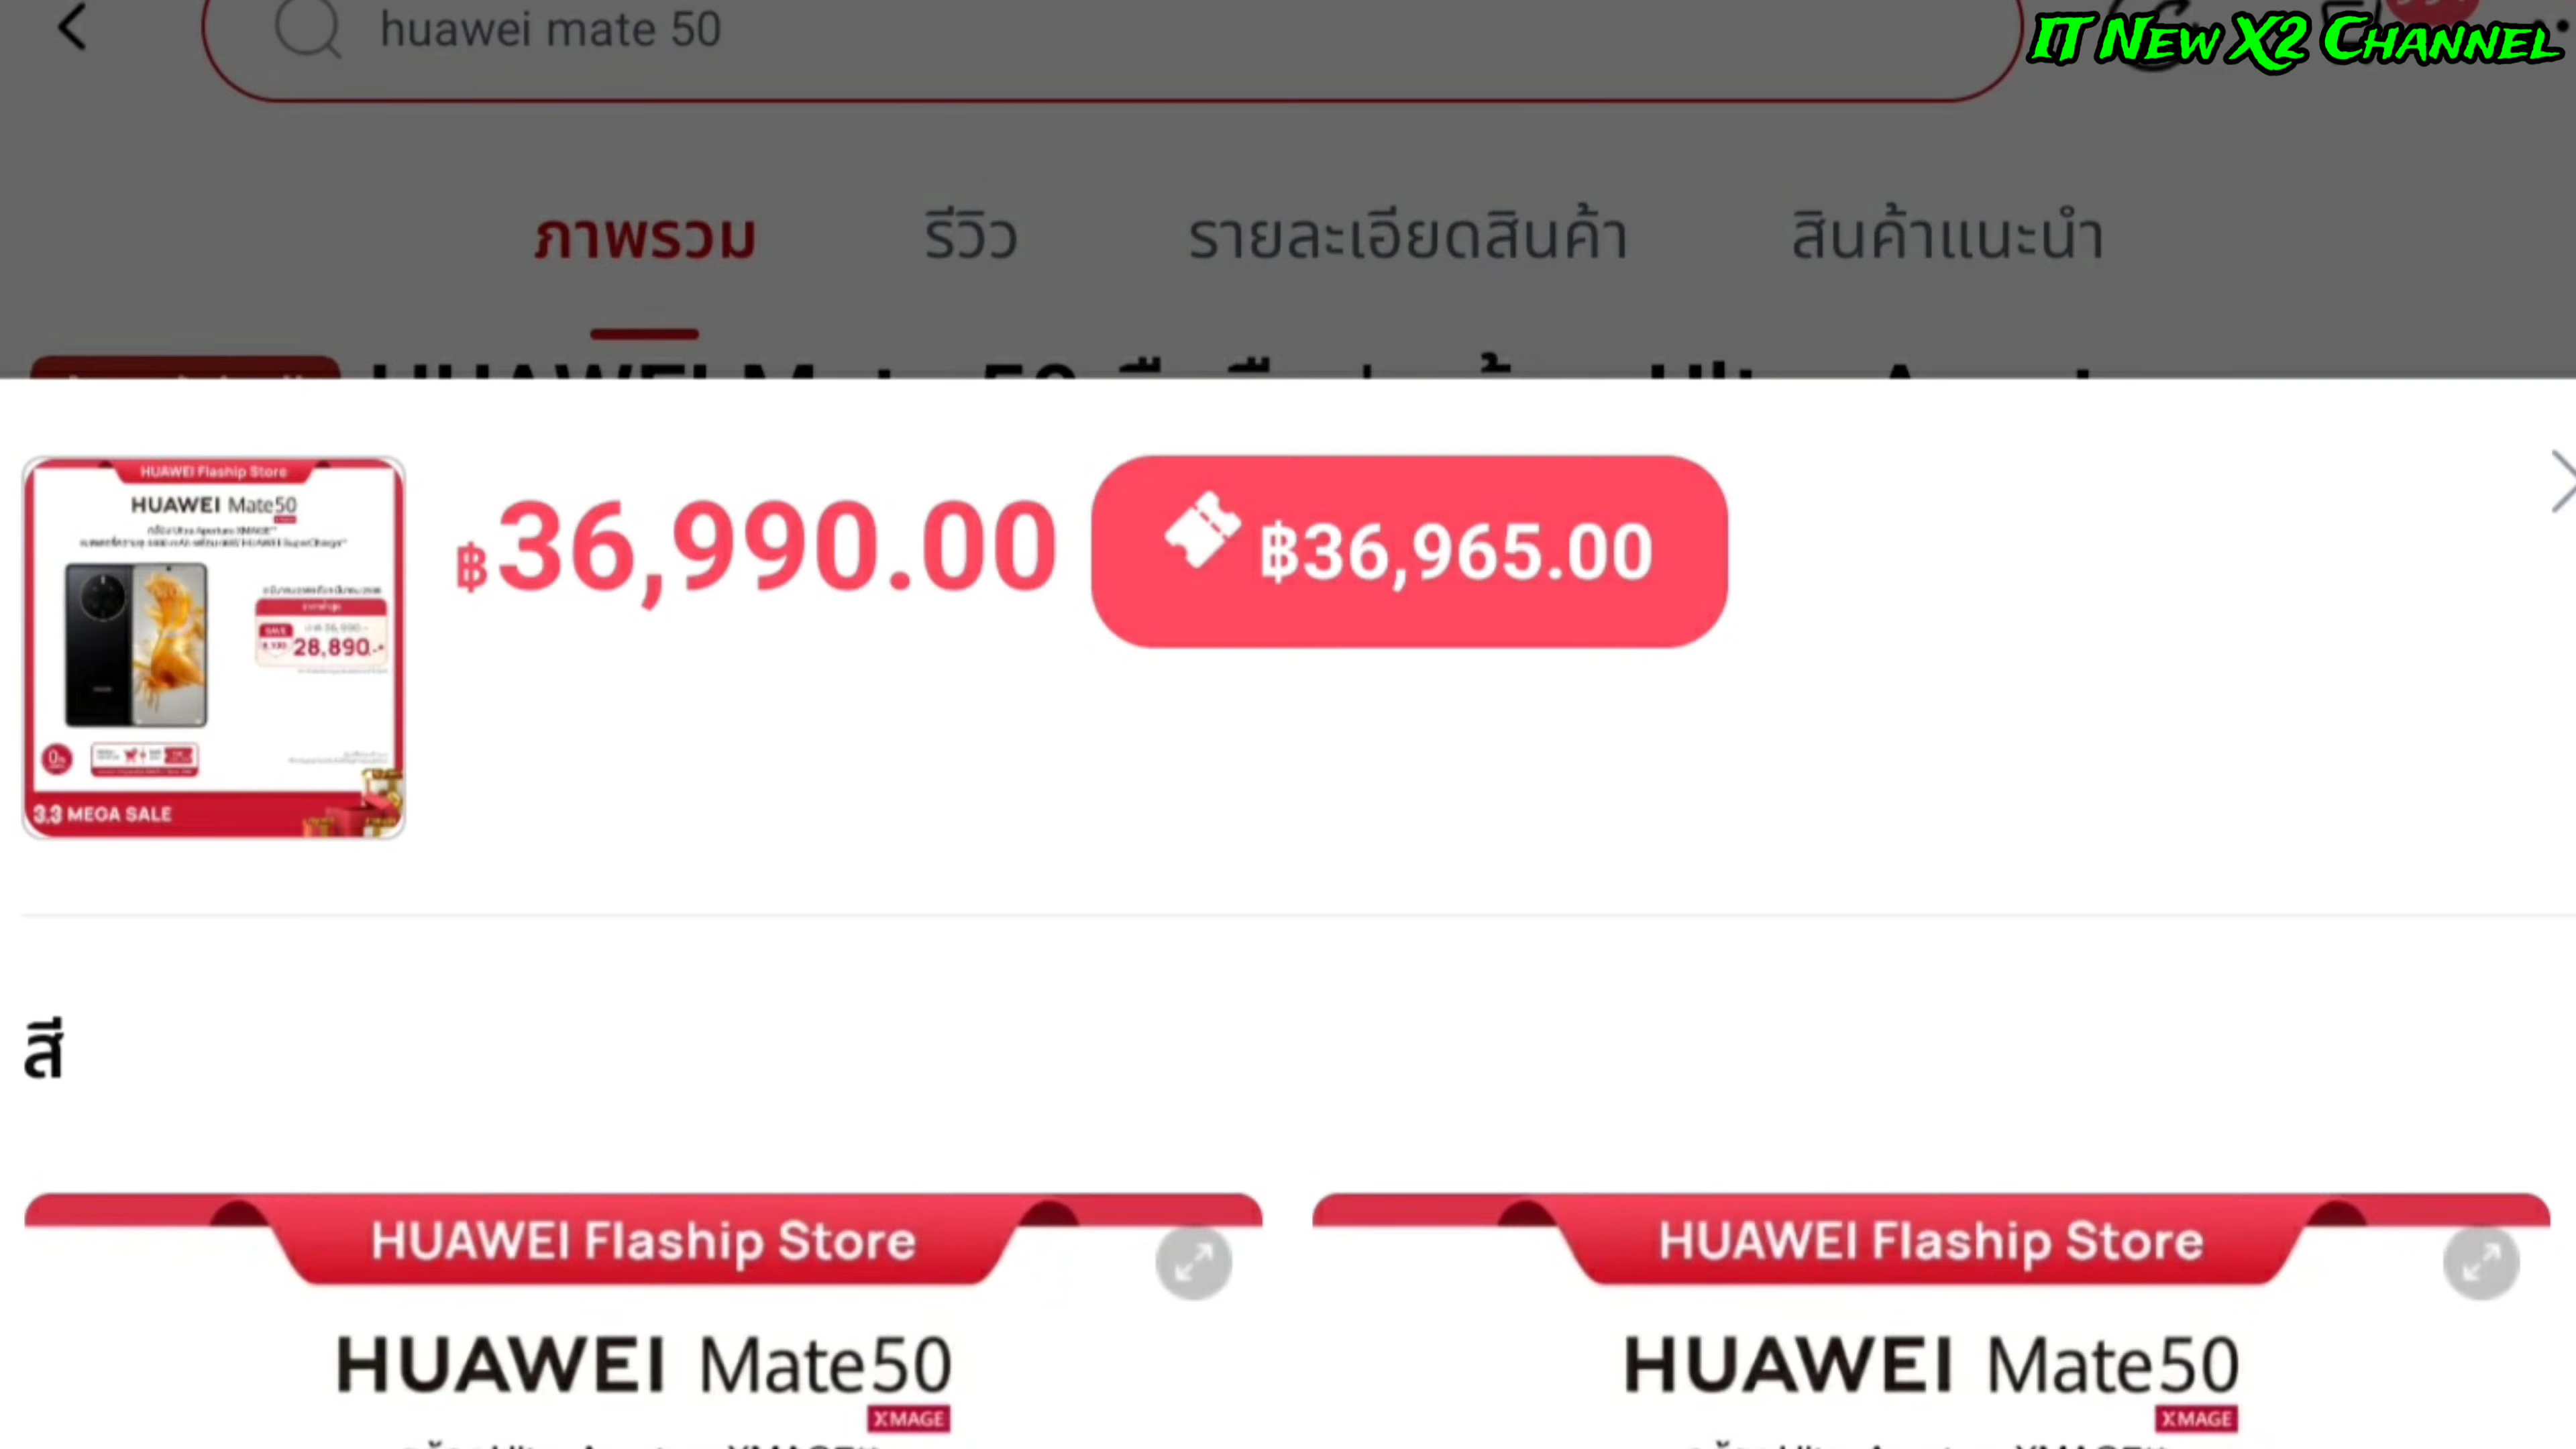 huawei mate 50
IT NEW X2 CHANNEL
ภาพรวม
รีวิว
รายละเอียดสินค้า
สินค้าแนะนำ
HUAWEI Mate 50
HUAWEI Flaship Store
HUAWEI Mate50
28,890.-
3.3 MEGA SALE
฿36,990.00
฿36,965.00
สี
HUAWEI Flaship Store
HUAWEI Mate50
XMAGE
HUAWEI Flaship Store
HUAWEI Mate50
XMAGE